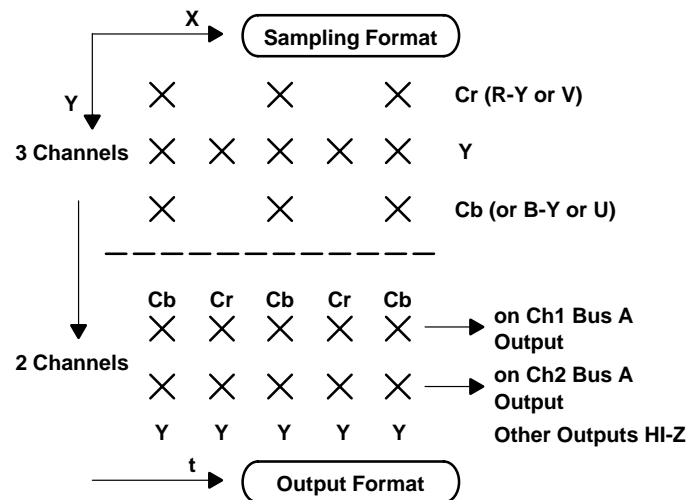 X
Sampling Format
Y
Cr (R-Y or V)
3 Channels
Y
Cb (or B-Y or U)
Cb Cr Cb Cr Cb
on Ch1 Bus A
Output
2 Channels
on Ch2 Bus A
Output
Y Y Y Y Y
Other Outputs HI-Z
t
Output Format